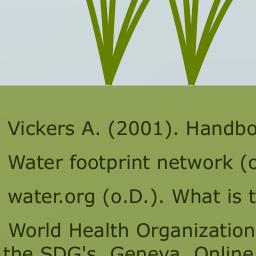 Vickers A. (2001). Handbo
Water footprint network (o
water.org (o.D.). What is t
World Health Organization
the SDG's. Geneva. Online